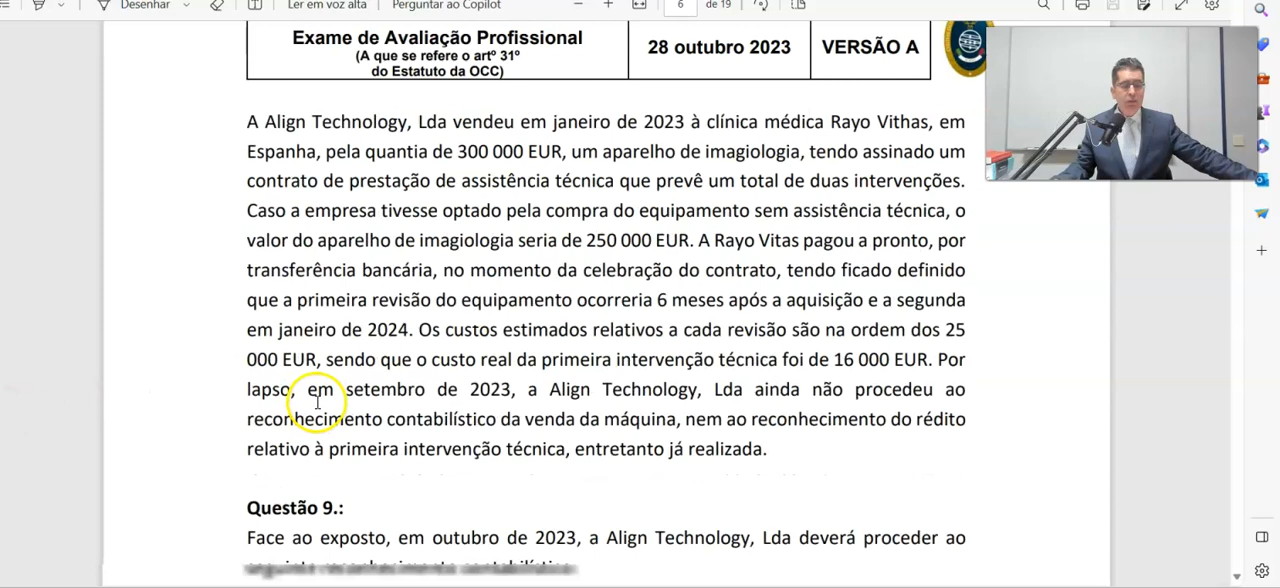 Desenhar
Ler em voz alta
Perguntar ao Copilot
6
de 19
Exame de Avaliação Profissional
(A que se refere o artº 31º
do Estatuto da OCC)
28 outubro 2023
VERSÃO A
A Align Technology, Lda vendeu em janeiro de 2023 à clínica médica Rayo Vithas, em
Espanha, pela quantia de 300 000 EUR, um aparelho de imagiologia, tendo assinado um
contrato de prestação de assistência técnica que prevê um total de duas intervenções.
Caso a empresa tivesse optado pela compra do equipamento sem assistência técnica, o
valor do aparelho de imagiologia seria de 250 000 EUR. A Rayo Vitas pagou a pronto, por
transferência bancária, no momento da celebração do contrato, tendo ficado definido
que a primeira revisão do equipamento ocorreria 6 meses após a aquisição e a segunda
em janeiro de 2024. Os custos estimados relativos a cada revisão são na ordem dos 25
000 EUR, sendo que o custo real da primeira intervenção técnica foi de 16 000 EUR. Por
lapso, em setembro de 2023, a Align Technology, Lda ainda não procedeu ao
reconhecimento contabilístico da venda da máquina, nem ao reconhecimento do rédito
relativo à primeira intervenção técnica, entretanto já realizada.
Questão 9.:
Face ao exposto, em outubro de 2023, a Align Technology, Lda deverá proceder ao